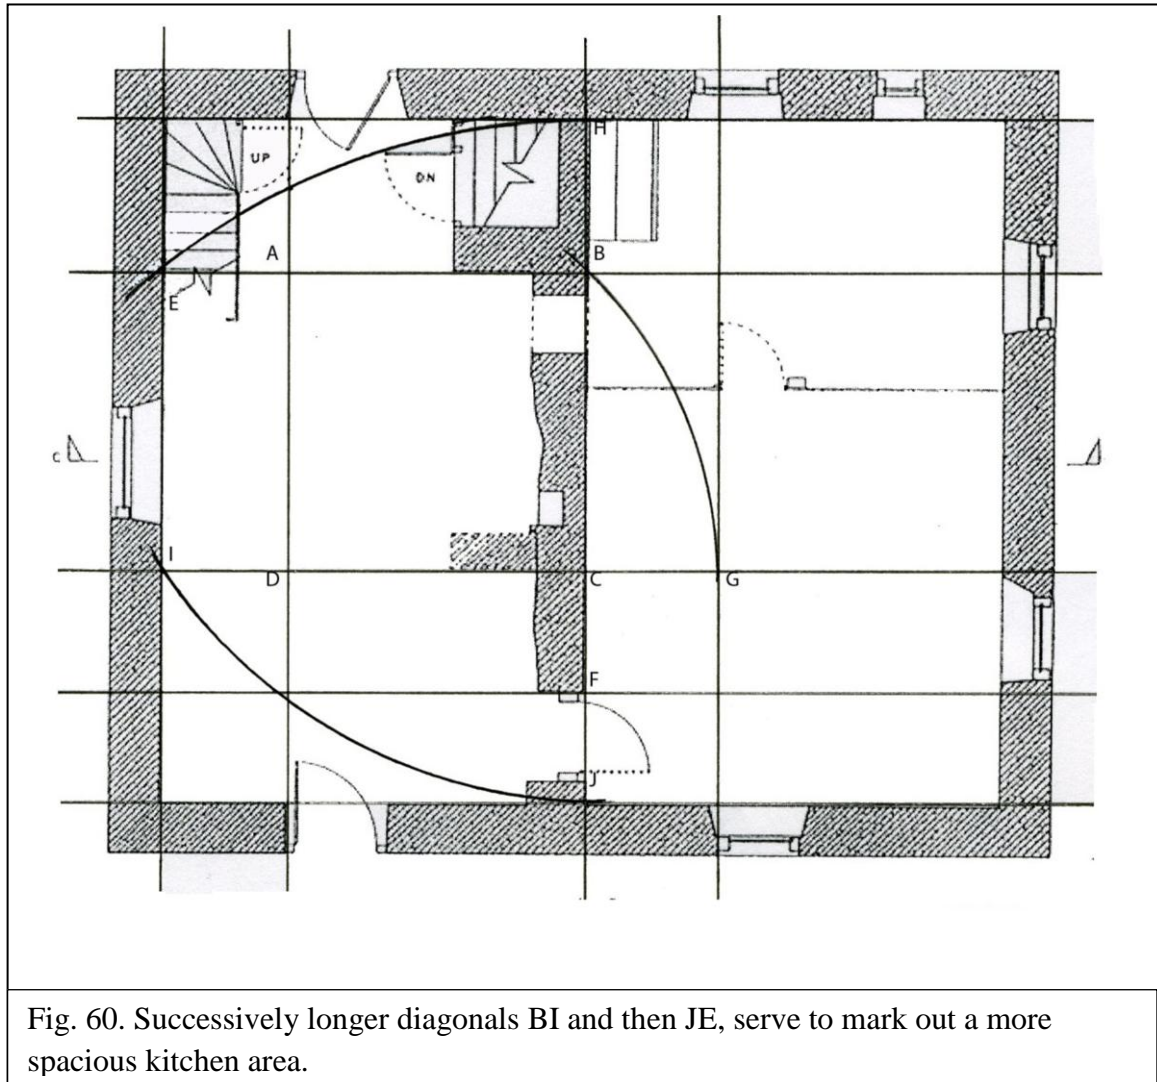 H
UP
DN
A
B
E
C
I
D
C
G
F
J
Fig. 60. Successively longer diagonals BI and then JE, serve to mark out a more
spacious kitchen area.